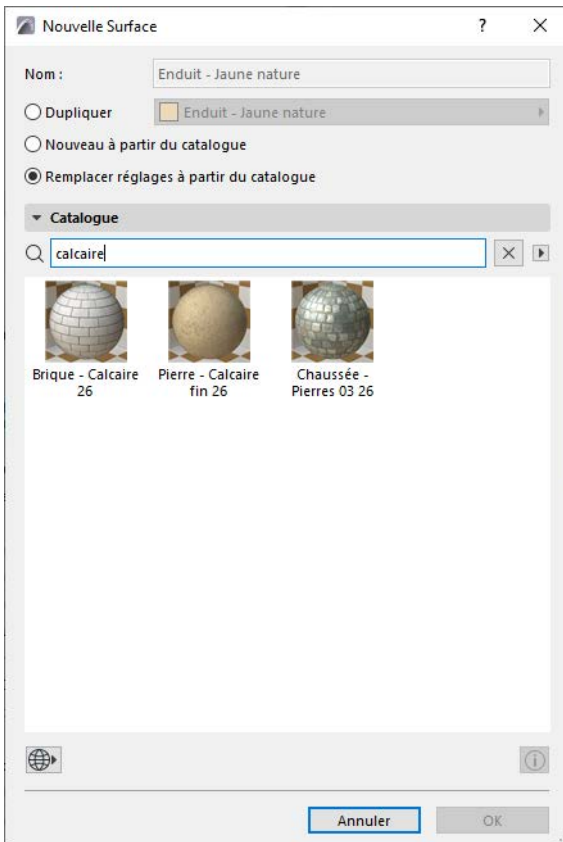 Nouvelle Surface ?
Nom : Enduit - Jaune nature
Dupliquer Enduit - Jaune nature
Nouveau à partir du catalogue
Remplacer réglages à partir du catalogue
Catalogue
calcaire
Brique - Calcaire
26
Pierre - Calcaire
fin 26
Chaussée -
Pierres 03 26
Annuler OK